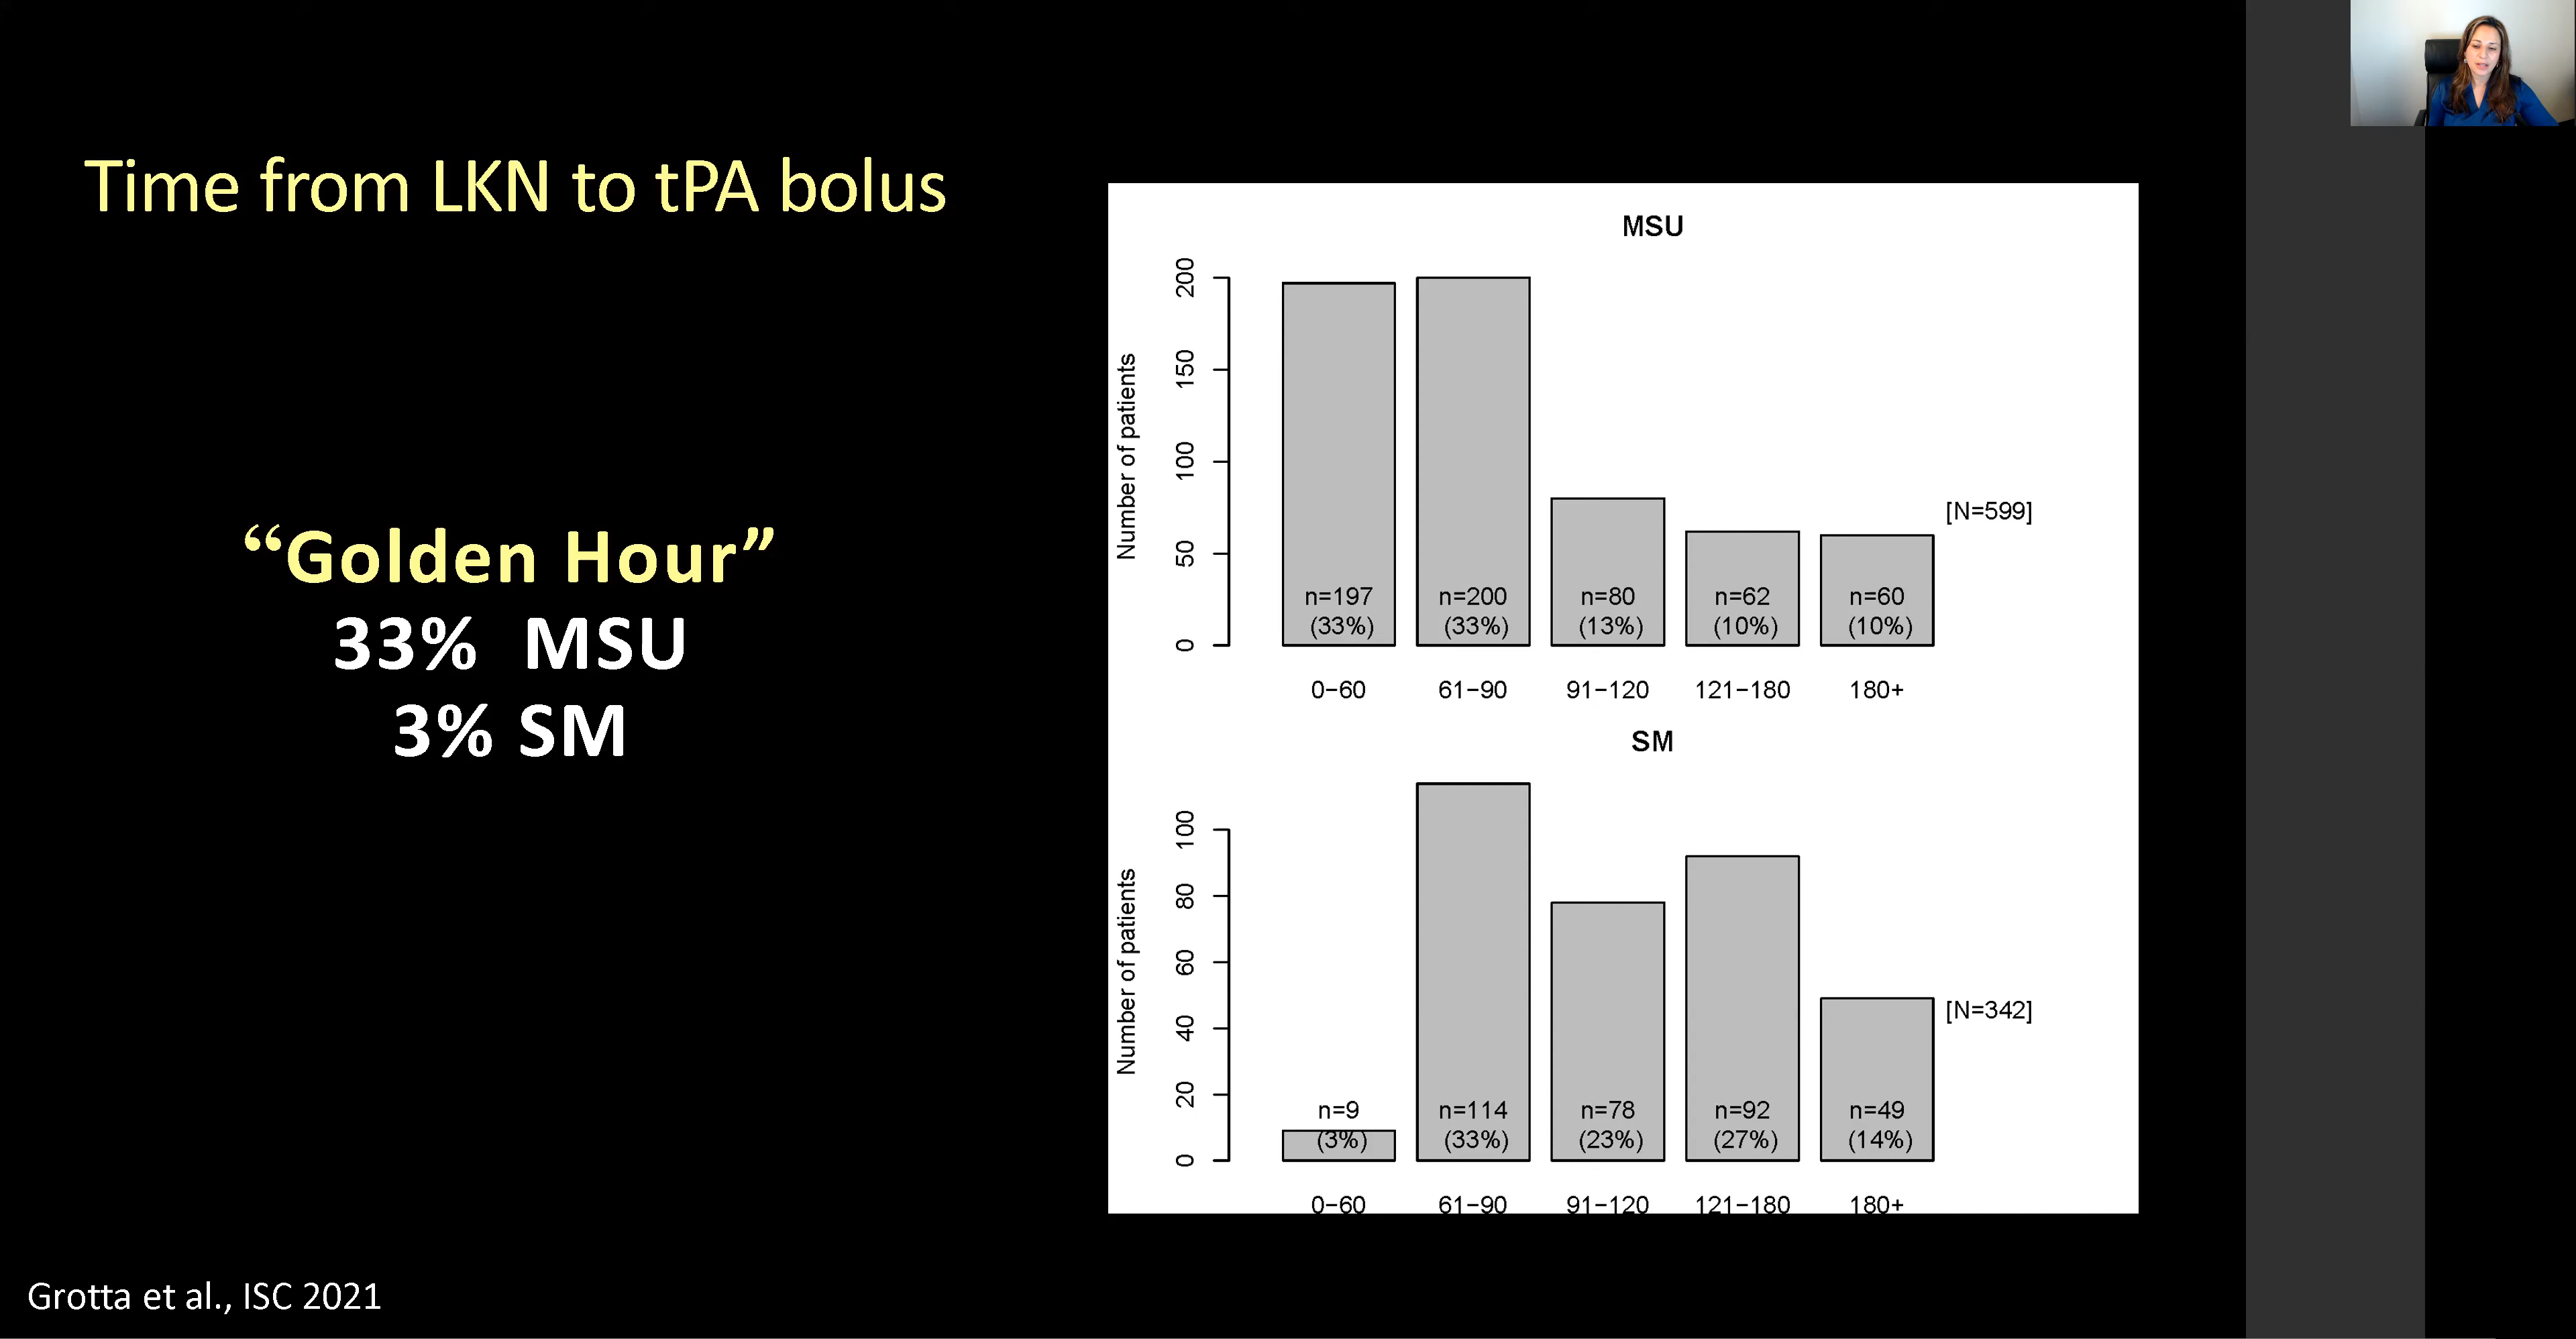 Time from LKN to tPA bolus
“Golden Hour”
33% MSU
3% SM
Grotta et al., ISC 2021
MSU
Number of patients
200
150
100
50
0
n=197 n=200 n=80 n=62 n=60
(33%) (33%) (13%) (10%) (10%)
[N=599]
0−60 61−90 91−120 121−180 180+
SM
Number of patients
100
80
60
40
20
0
n=9 n=114 n=78 n=92 n=49
(3%) (33%) (23%) (27%) (14%)
[N=342]
0−60 61−90 91−120 121−180 180+